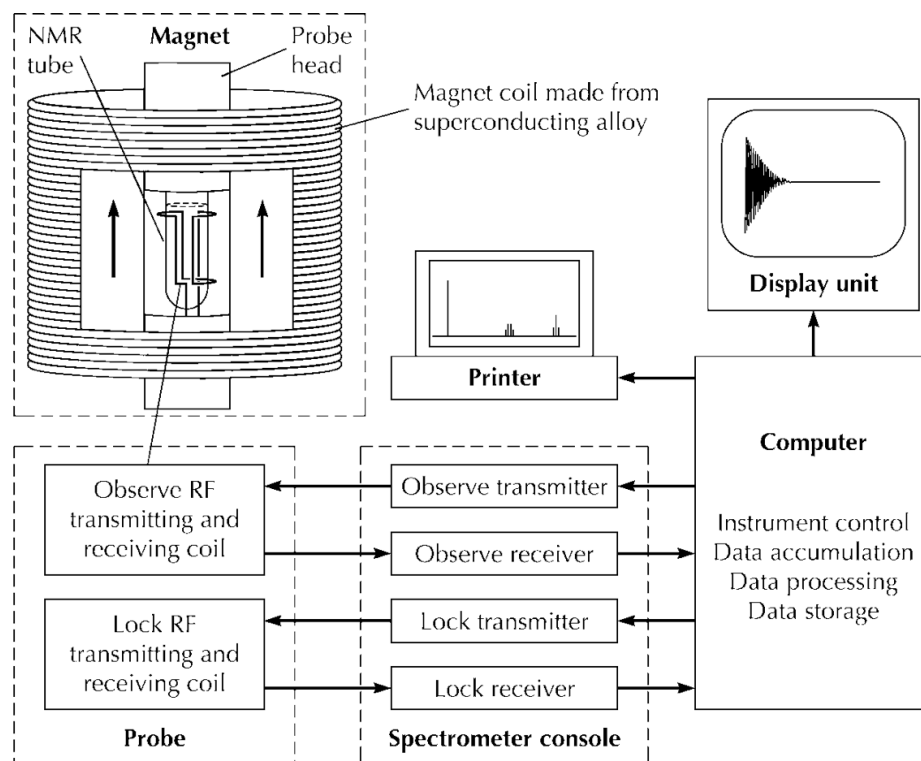 NMR
tube
Magnet
Probe
head
Magnet coil made from
superconducting alloy
Display unit
Printer
Computer
Instrument control
Data accumulation
Data processing
Data storage
Observe RF
transmitting and
receiving coil
Observe transmitter
Observe receiver
Lock RF
transmitting and
receiving coil
Lock transmitter
Lock receiver
Probe
Spectrometer console